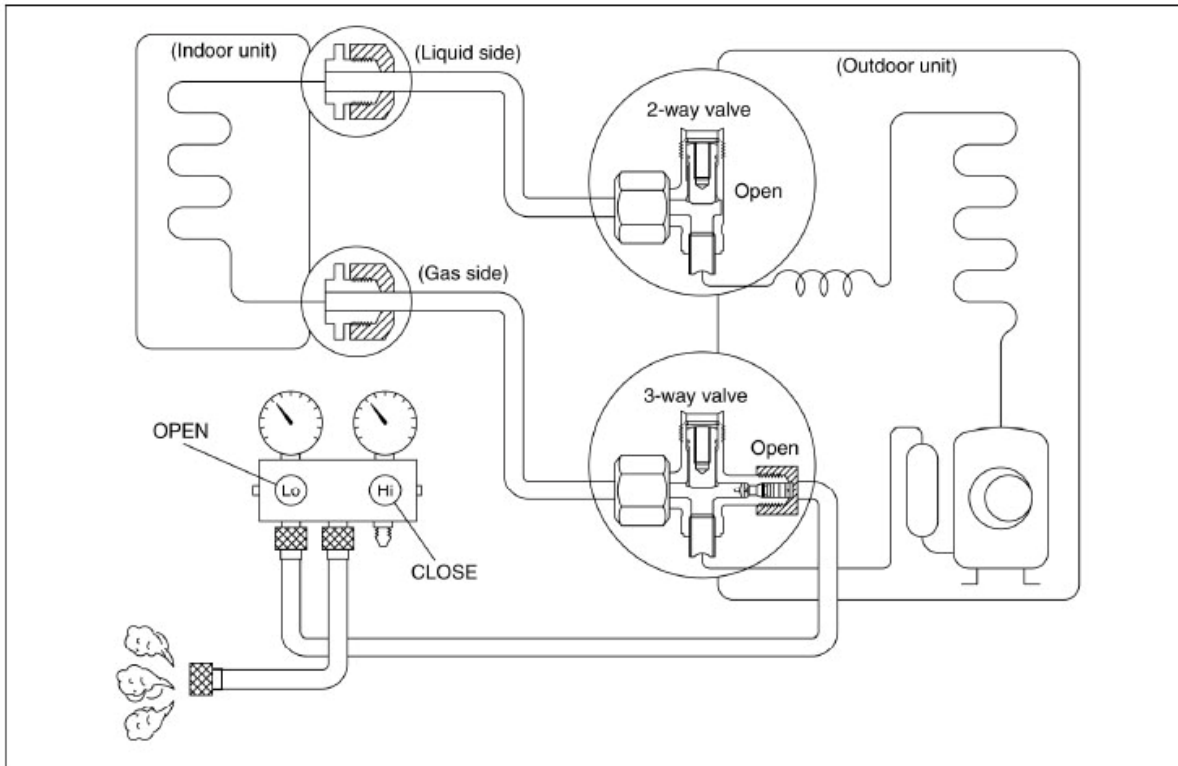 (Indoor unit)
(Liquid side)
(Outdoor unit)
2-way valve
Open
(Gas side)
3-way valve
Open
OPEN
Lo
Hi
CLOSE